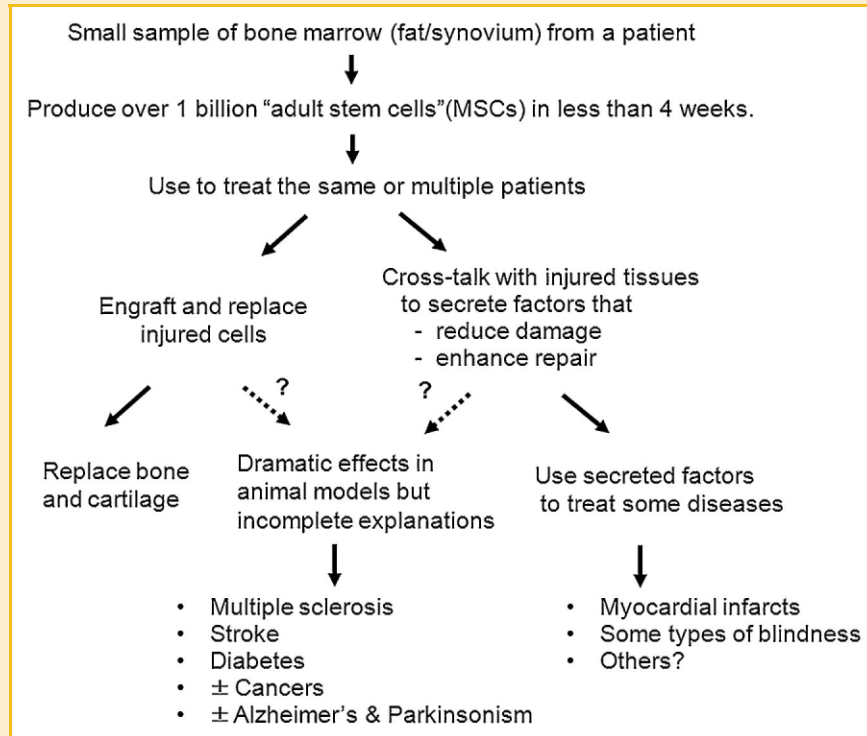 Small sample of bone marrow (fat/synovium) from a patient
Produce over 1 billion “adult stem cells”(MSCs) in less than 4 weeks.
Use to treat the same or multiple patients
Engraft and replace
injured cells
Cross-talk with injured tissues
to secrete factors that
- reduce damage
- enhance repair
?
?
Replace bone
and cartilage
Dramatic effects in
animal models but
incomplete explanations
Use secreted factors
to treat some diseases
• Multiple sclerosis
• Stroke
• Diabetes
• ± Cancers
• ± Alzheimer's & Parkinsonism
• Myocardial infarcts
• Some types of blindness
• Others?